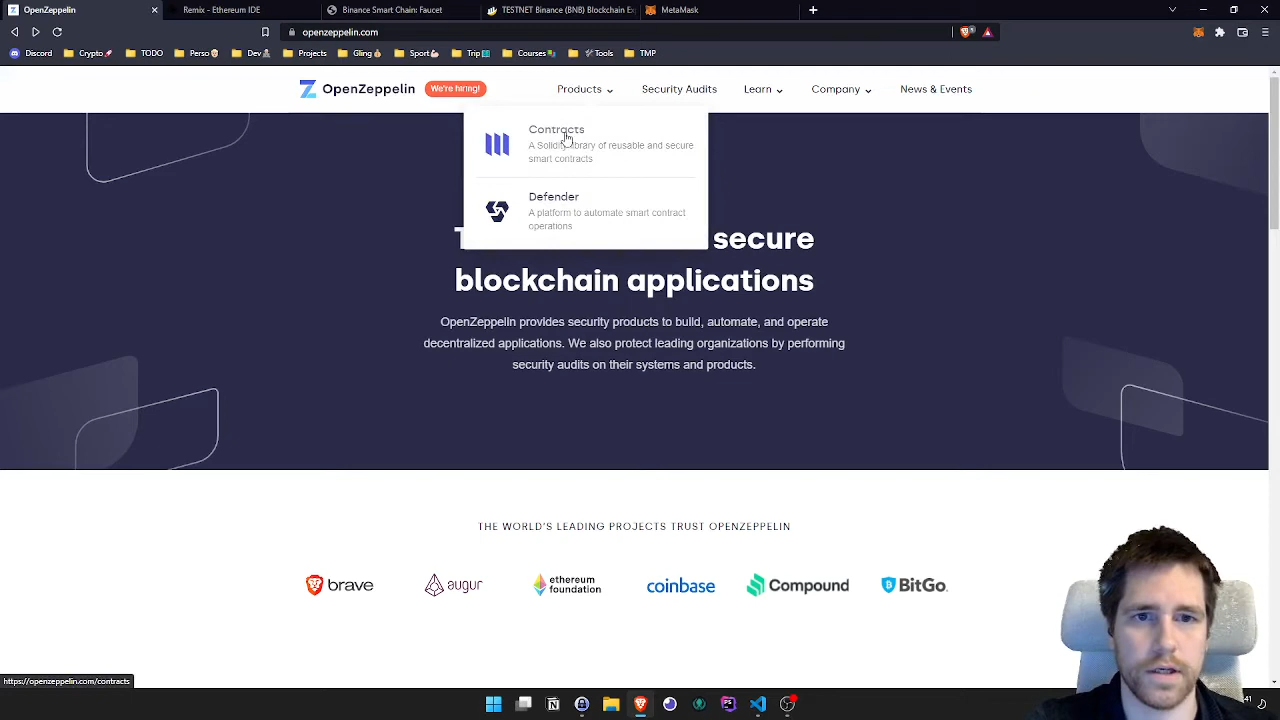 OpenZeppelin
Remix - Ethereum IDE
Binance Smart Chain: Faucet
TESTNET Binance (BNB) Blockchain Ex
MetaMask
openzeppelin.com
Discord
Crypto
TODO
Perso
Dev
Projects
Gling
Sport
Trip
Courses
Tools
TMP
OpenZeppelin
We're hiring!
Products
Security Audits
Learn
Company
News & Events
Contracts
A Solidity library of reusable and secure
smart contracts
Defender
A platform to automate smart contract
operations
secure
blockchain applications
OpenZeppelin provides security products to build, automate, and operate
decentralized applications. We also protect leading organizations by performing
security audits on their systems and products.
THE WORLD'S LEADING PROJECTS TRUST OPENZEPPELIN
brave
augur
ethereum
foundation
coinbase
Compound
BitGo
https://openzeppelin.com/contracts